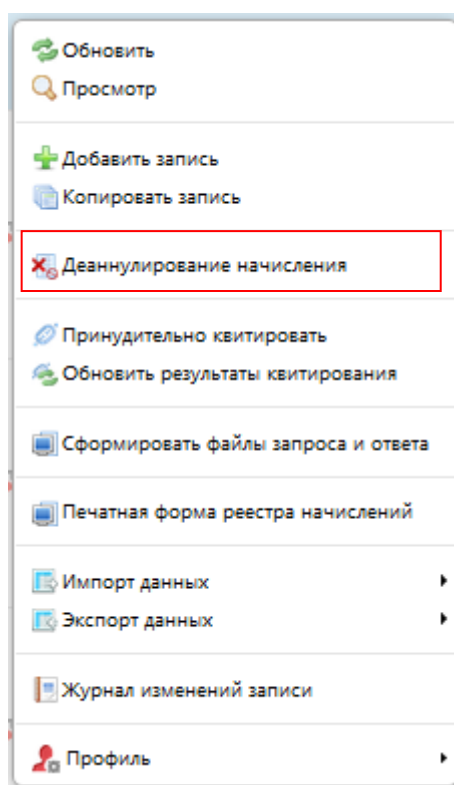 Обновить
Просмотр
Добавить запись
Копировать запись
Деаннулирование начисления
Принудительно квитировать
Обновить результаты квитирования
Сформировать файлы запроса и ответа
Печатная форма реестра начислений
Импорт данных
Экспорт данных
Журнал изменений записи
Профиль